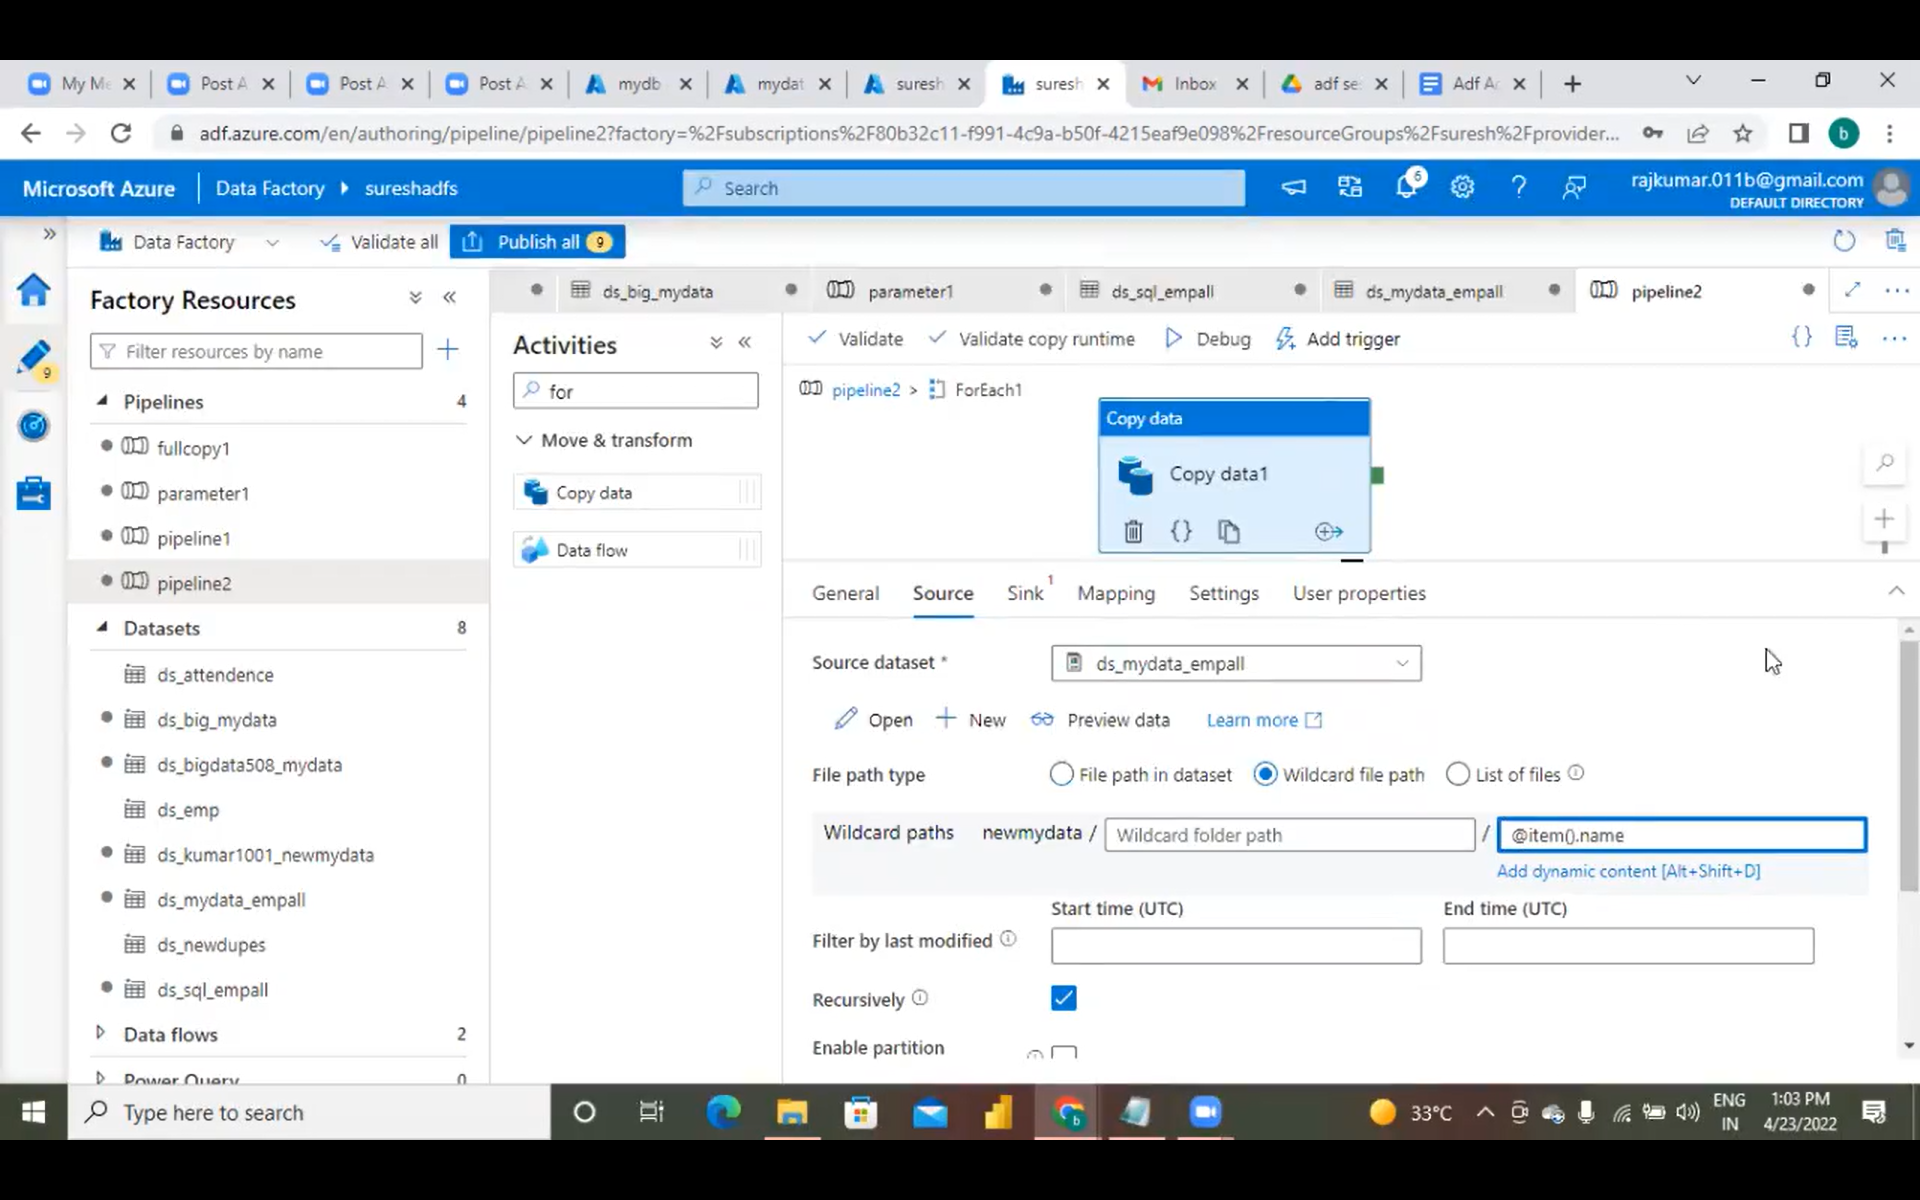 My Me
Post A
Post A
Post A
mydb
mydat
suresh
suresh
Inbox
adf se
Adf Ac
adf.azure.com/en/authoring/pipeline/pipeline2?factory=%2Fsubscriptions%2F80b32c11-f991-4c9a-b50f-4215eaf9e098%2FresourceGroups%2Fsuresh%2Fprovider...
b
Microsoft Azure
Data Factory
sureshadfs
Search
6
rajkumar.011b@gmail.com
DEFAULT DIRECTORY
Data Factory
Validate all
Publish all 9
Factory Resources
Filter resources by name
9
Pipelines 4
fullcopy1
parameter1
pipeline1
pipeline2
Datasets 8
ds_attendence
ds_big_mydata
ds_bigdata508_mydata
ds_emp
ds_kumar1001_newmydata
ds_mydata_empall
ds_newdupes
ds_sql_empall
Data flows 2
Power Query 0
ds_big_mydata
parameter1
ds_sql_empall
ds_mydata_empall
pipeline2
Activities
for
Move & transform
Copy data
Data flow
Validate
Validate copy runtime
Debug
Add trigger
pipeline2 > ForEach1
Copy data
Copy data1
General
Source
Sink 1
Mapping
Settings
User properties
Source dataset *
ds_mydata_empall
Open
New
Preview data
Learn more
File path type
File path in dataset
Wildcard file path
List of files
Wildcard paths
newmydata /
Wildcard folder path
/
@item().name
Add dynamic content [Alt+Shift+D]
Start time (UTC)
End time (UTC)
Filter by last modified
Recursively
Enable partition
Type here to search
b
33°C
ENG
IN
1:03 PM
4/23/2022